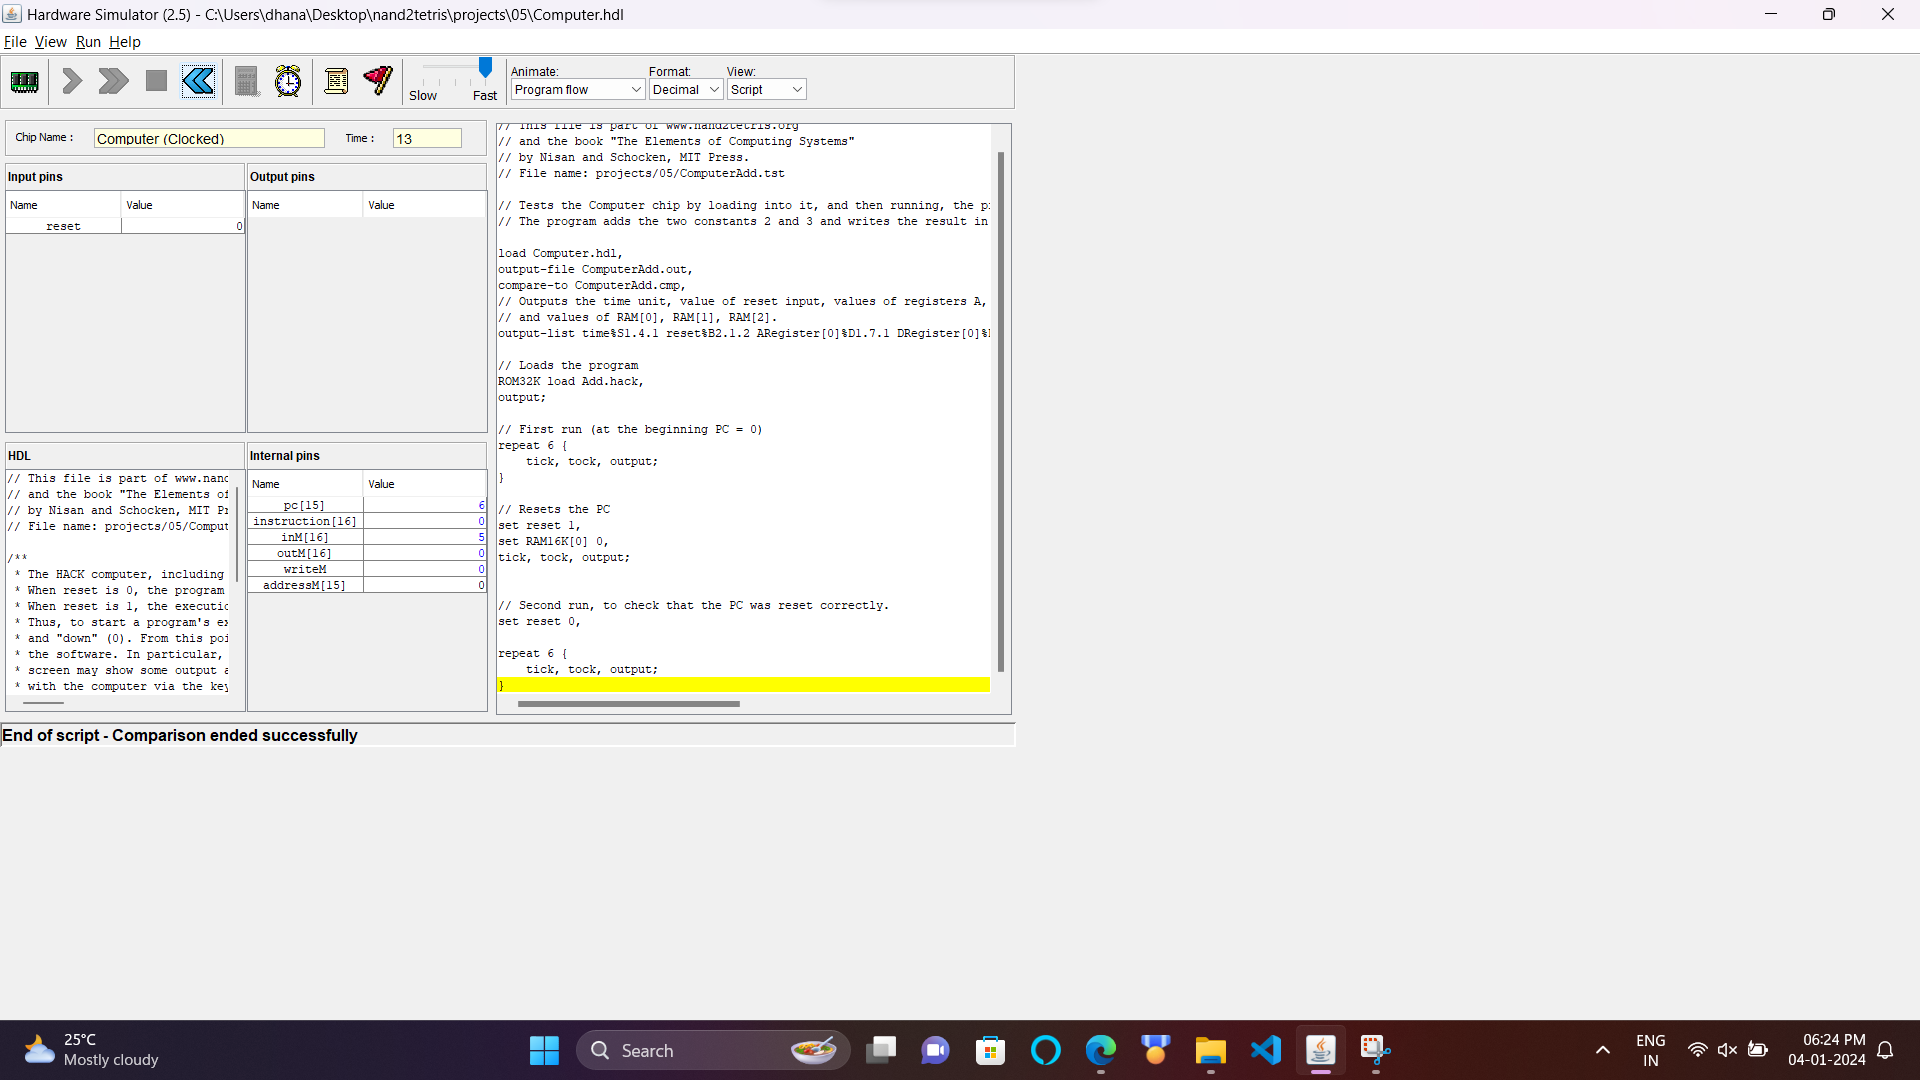 Hardware Simulator (2.5) - C:\Users\dhana\Desktop\nand2tetris\projects\05\Computer.hdl
File View Run Help
Slow Fast
Animate: Format: View:
Program flow Decimal Script
Chip Name : Computer (Clocked) Time : 13
Input pins
Name Value
reset 0
Output pins
Name Value
HDL
// This file is part of www.nand
// and the book "The Elements of
// by Nisan and Schocken, MIT Pr
// File name: projects/05/Comput
/**
* The HACK computer, including
* When reset is 0, the program
* When reset is 1, the executio
* Thus, to start a program's ex
* and "down" (0). From this poi
* the software. In particular,
* screen may show some output a
* with the computer via the key
Internal pins
Name Value
pc[15] 6
instruction[16] 0
inM[16] 5
outM[16] 0
writeM 0
addressM[15] 0
// This file is part of www.nand2tetris.org
// and the book "The Elements of Computing Systems"
// by Nisan and Schocken, MIT Press.
// File name: projects/05/ComputerAdd.tst
// Tests the Computer chip by loading into it, and then running, the p
// The program adds the two constants 2 and 3 and writes the result in
load Computer.hdl,
output-file ComputerAdd.out,
compare-to ComputerAdd.cmp,
// Outputs the time unit, value of reset input, values of registers A,
// and values of RAM[0], RAM[1], RAM[2].
output-list time%S1.4.1 reset%B2.1.2 ARegister[0]%D1.7.1 DRegister[0]%
// Loads the program
ROM32K load Add.hack,
output;
// First run (at the beginning PC = 0)
repeat 6 {
tick, tock, output;
}
// Resets the PC
set reset 1,
set RAM16K[0] 0,
tick, tock, output;
// Second run, to check that the PC was reset correctly.
set reset 0,
repeat 6 {
tick, tock, output;
}
End of script - Comparison ended successfully
25°C
Mostly cloudy
Search
ENG
IN
06:24 PM
04-01-2024